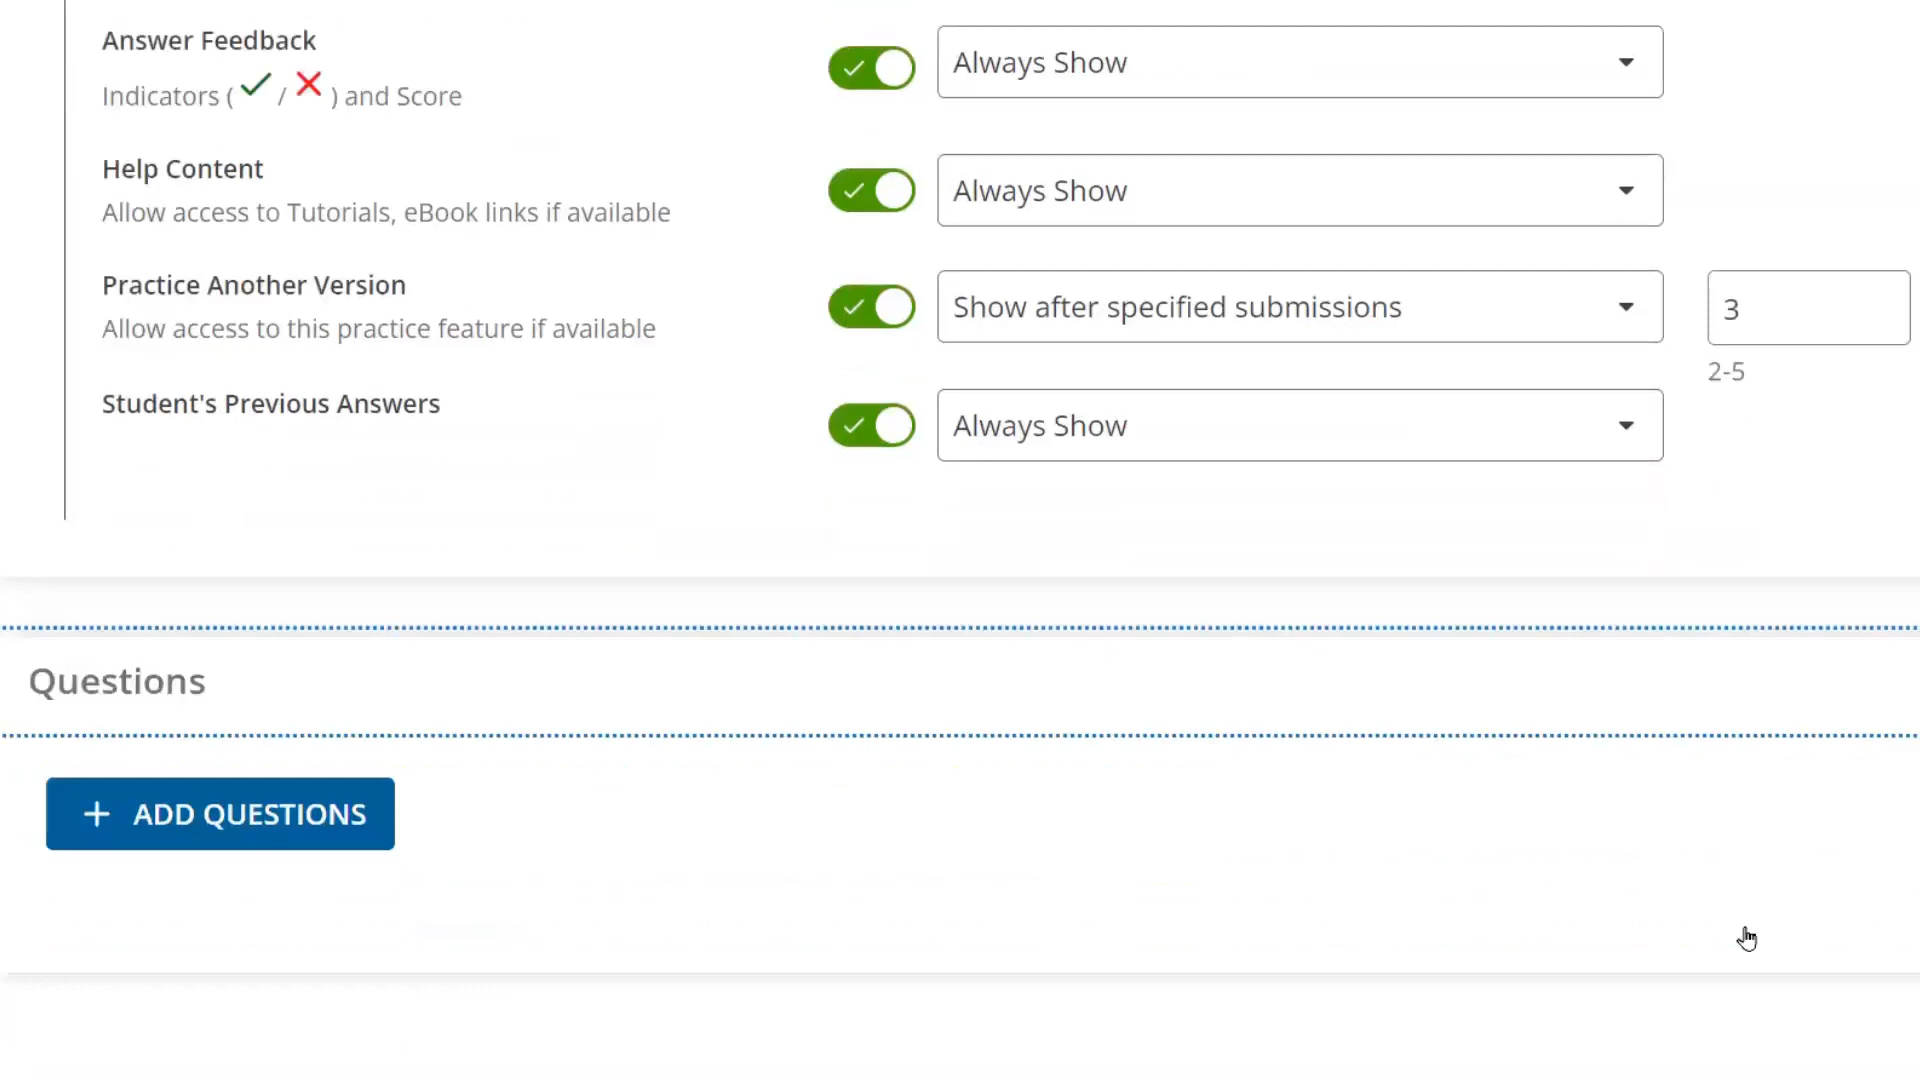 Answer Feedback
Always Show
Indicators ( / ) and Score
Help Content
Always Show
Allow access to Tutorials, eBook links if available
Practice Another Version
Show after specified submissions
3
Allow access to this practice feature if available
2-5
Student's Previous Answers
Always Show
Questions
+ ADD QUESTIONS